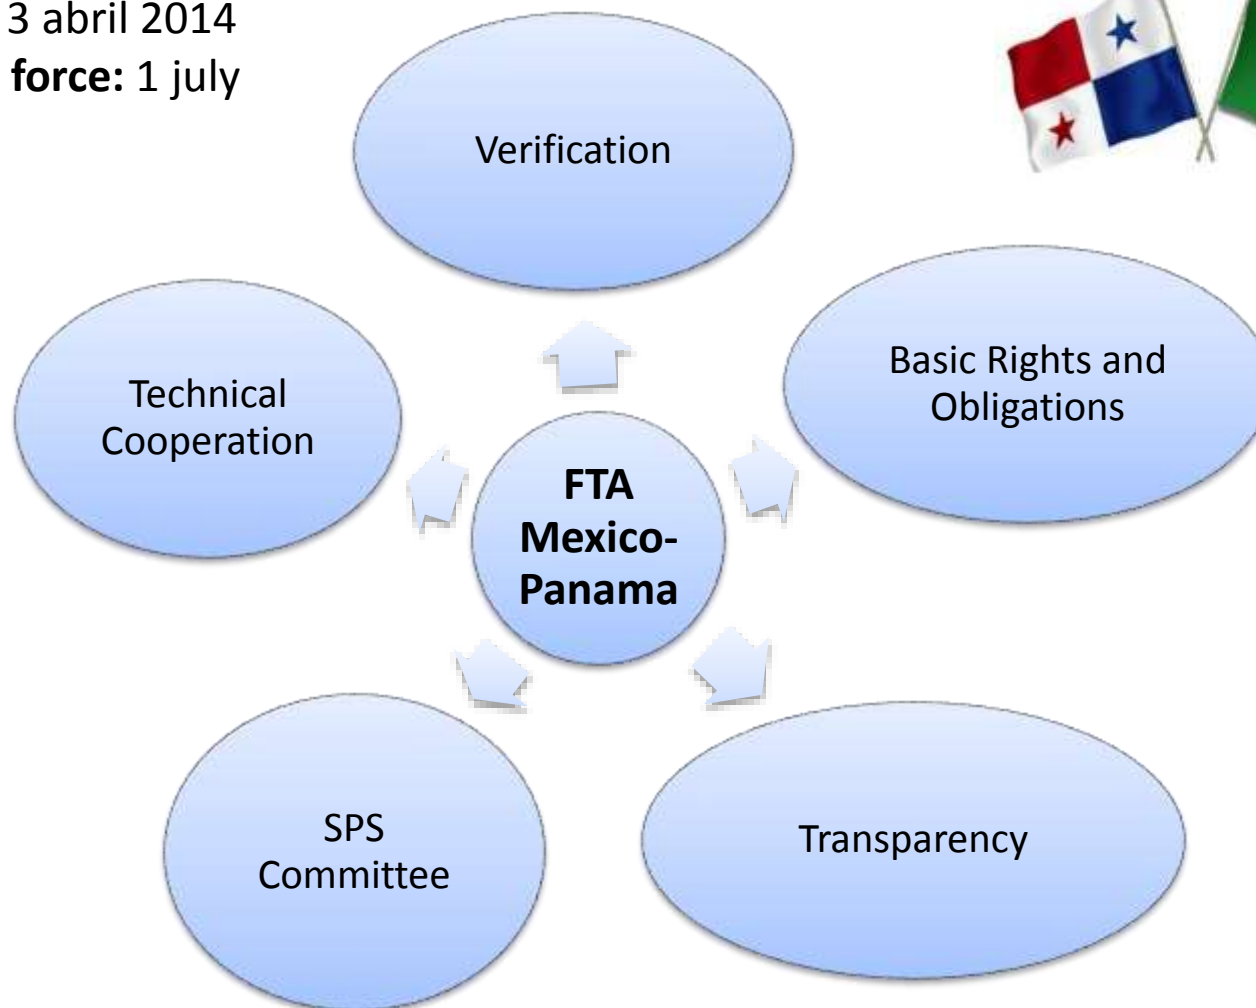 3 abril 2014
force: 1 july
Verification
Basic Rights and
Obligations
Technical
Cooperation
FTA
Mexico-
Panama
SPS
Committee
Transparency